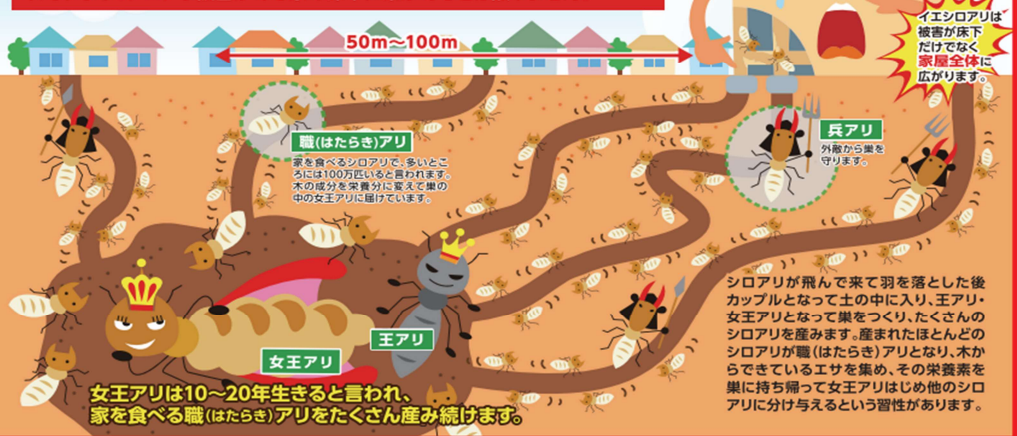 50m〜100m
イエシロアリは
被害が床下
だけでなく
家屋全体に
広がります。
職(はたらき)アリ
家を食べるシロアリで、多いとこ
ろには100万匹いると言われます。
木の成分を栄養分に変えて巣の
中の女王アリに届けています。
兵アリ
外敵から巣を
守ります。
王アリ
女王アリ
女王アリは10〜20年生きると言われ、
家を食べる職(はたらき)アリをたくさん産み続けます。
シロアリが飛んで来て羽を落とした後
カップルとなって土の中に入り、王アリ・
女王アリとなって巣をつくり、たくさんの
シロアリを産みます。産まれたほとんどの
シロアリが職(はたらき)アリとなり、木か
らできているエサを集め、その栄養素を
巣に持ち帰って女王アリはじめ他のシロ
アリに分け与えるという習性があります。